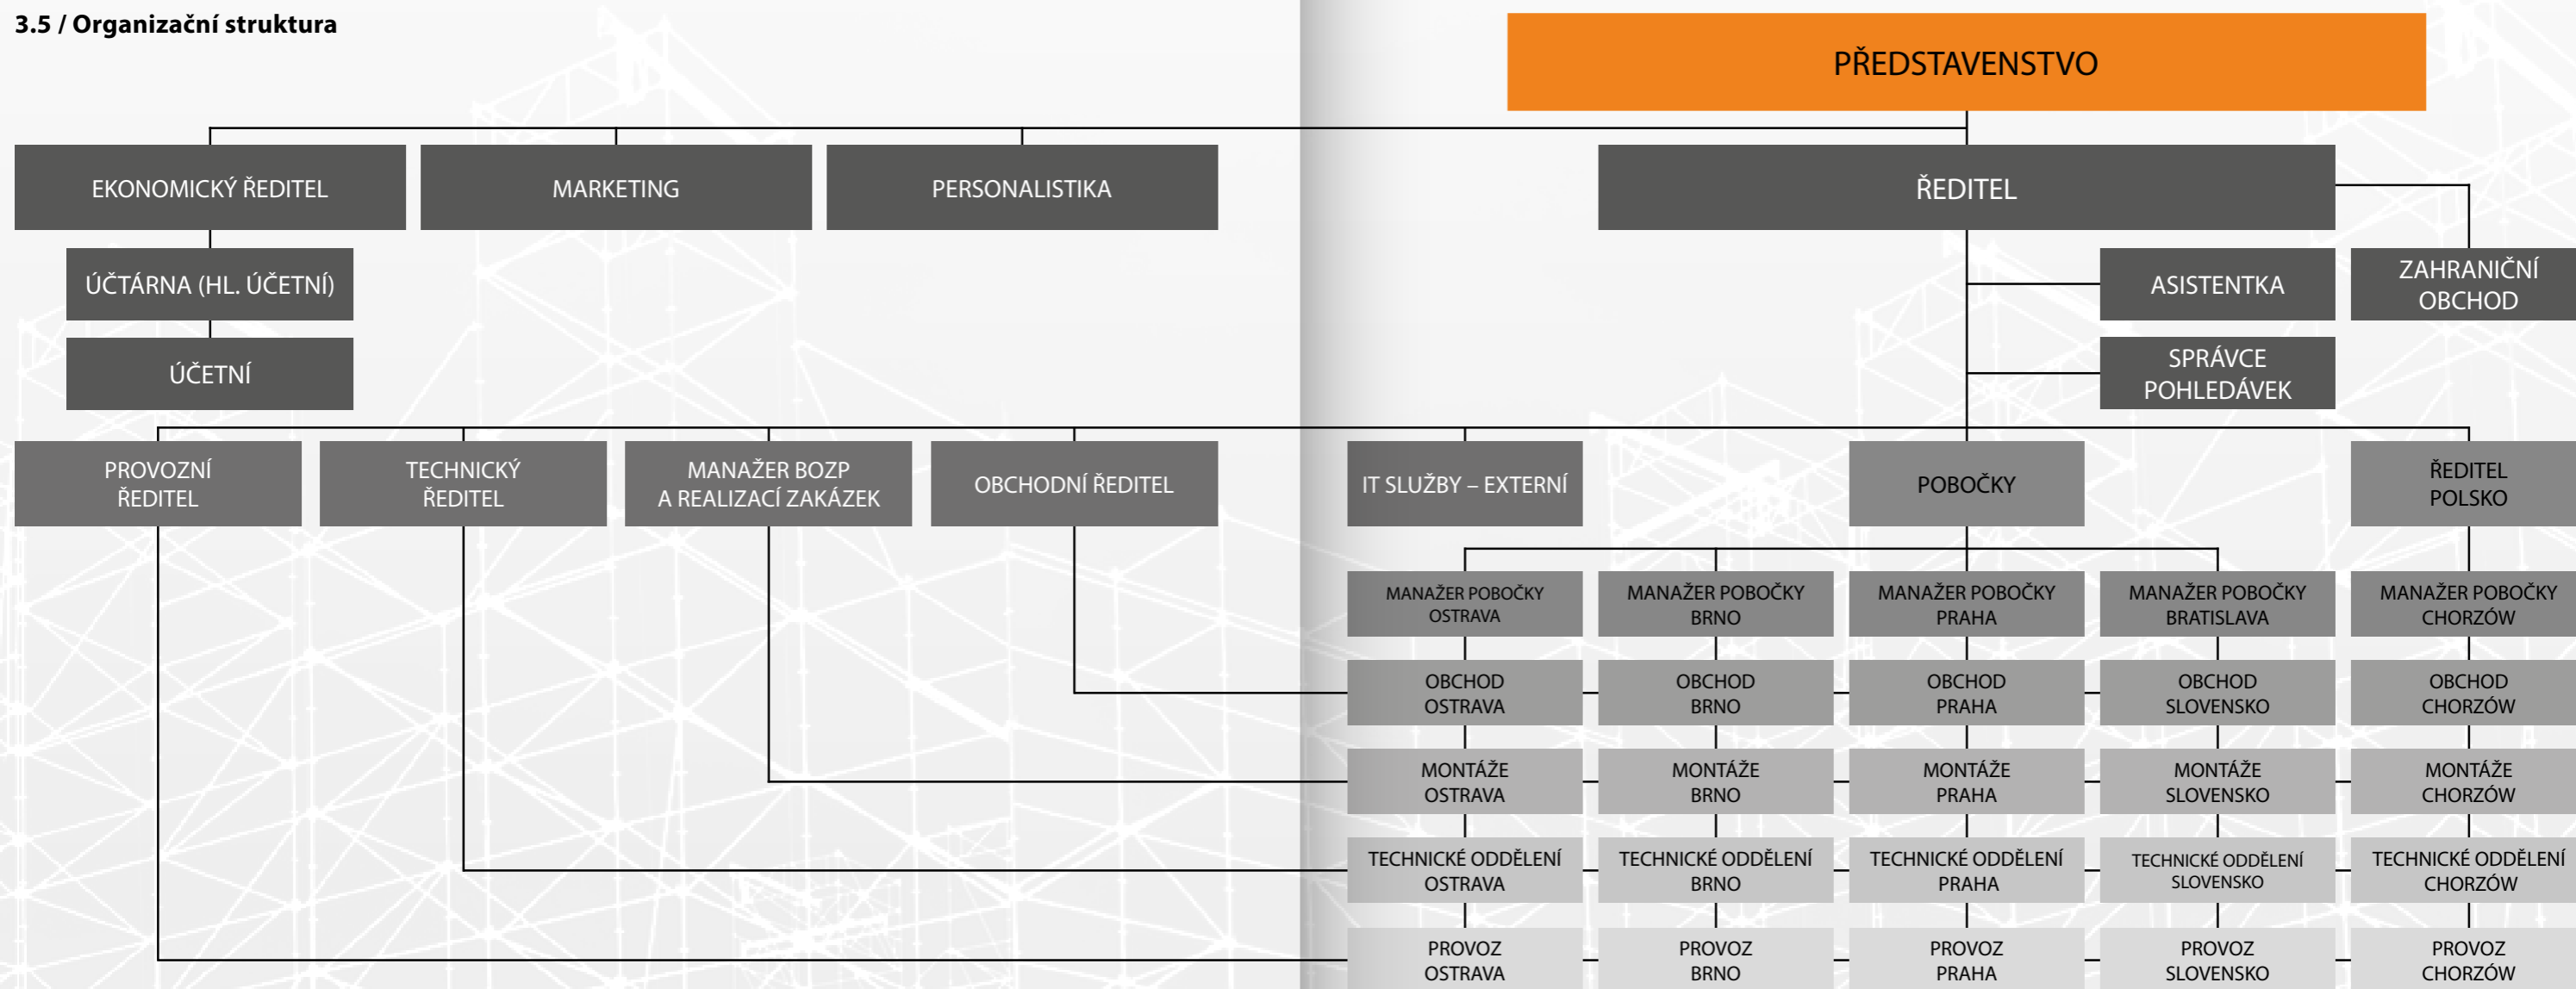 3.5 / Organizační struktura
PŘEDSTAVENSTVO
EKONOMICKÝ ŘEDITEL
MARKETING
PERSONALISTIKA
ŘEDITEL
ÚČTÁRNA (HL. ÚČETNÍ)
ASISTENTKA
ZAHRANIČNÍ
OBCHOD
ÚČETNÍ
SPRÁVCE
POHLEDÁVEK
PROVOZNÍ
ŘEDITEL
TECHNICKÝ
ŘEDITEL
MANAŽER BOZP
A REALIZACÍ ZAKÁZEK
OBCHODNÍ ŘEDITEL
IT SLUŽBY – EXTERNÍ
POBOČKY
ŘEDITEL
POLSKO
MANAŽER POBOČKY
OSTRAVA
MANAŽER POBOČKY
BRNO
MANAŽER POBOČKY
PRAHA
MANAŽER POBOČKY
BRATISLAVA
MANAŽER POBOČKY
CHORZÓW
OBCHOD
OSTRAVA
OBCHOD
BRNO
OBCHOD
PRAHA
OBCHOD
SLOVENSKO
OBCHOD
CHORZÓW
MONTÁŽE
OSTRAVA
MONTÁŽE
BRNO
MONTÁŽE
PRAHA
MONTÁŽE
SLOVENSKO
MONTÁŽE
CHORZÓW
TECHNICKÉ ODDĚLENÍ
OSTRAVA
TECHNICKÉ ODDĚLENÍ
BRNO
TECHNICKÉ ODDĚLENÍ
PRAHA
TECHNICKÉ ODDĚLENÍ
SLOVENSKO
TECHNICKÉ ODDĚLENÍ
CHORZÓW
PROVOZ
OSTRAVA
PROVOZ
BRNO
PROVOZ
PRAHA
PROVOZ
SLOVENSKO
PROVOZ
CHORZÓW